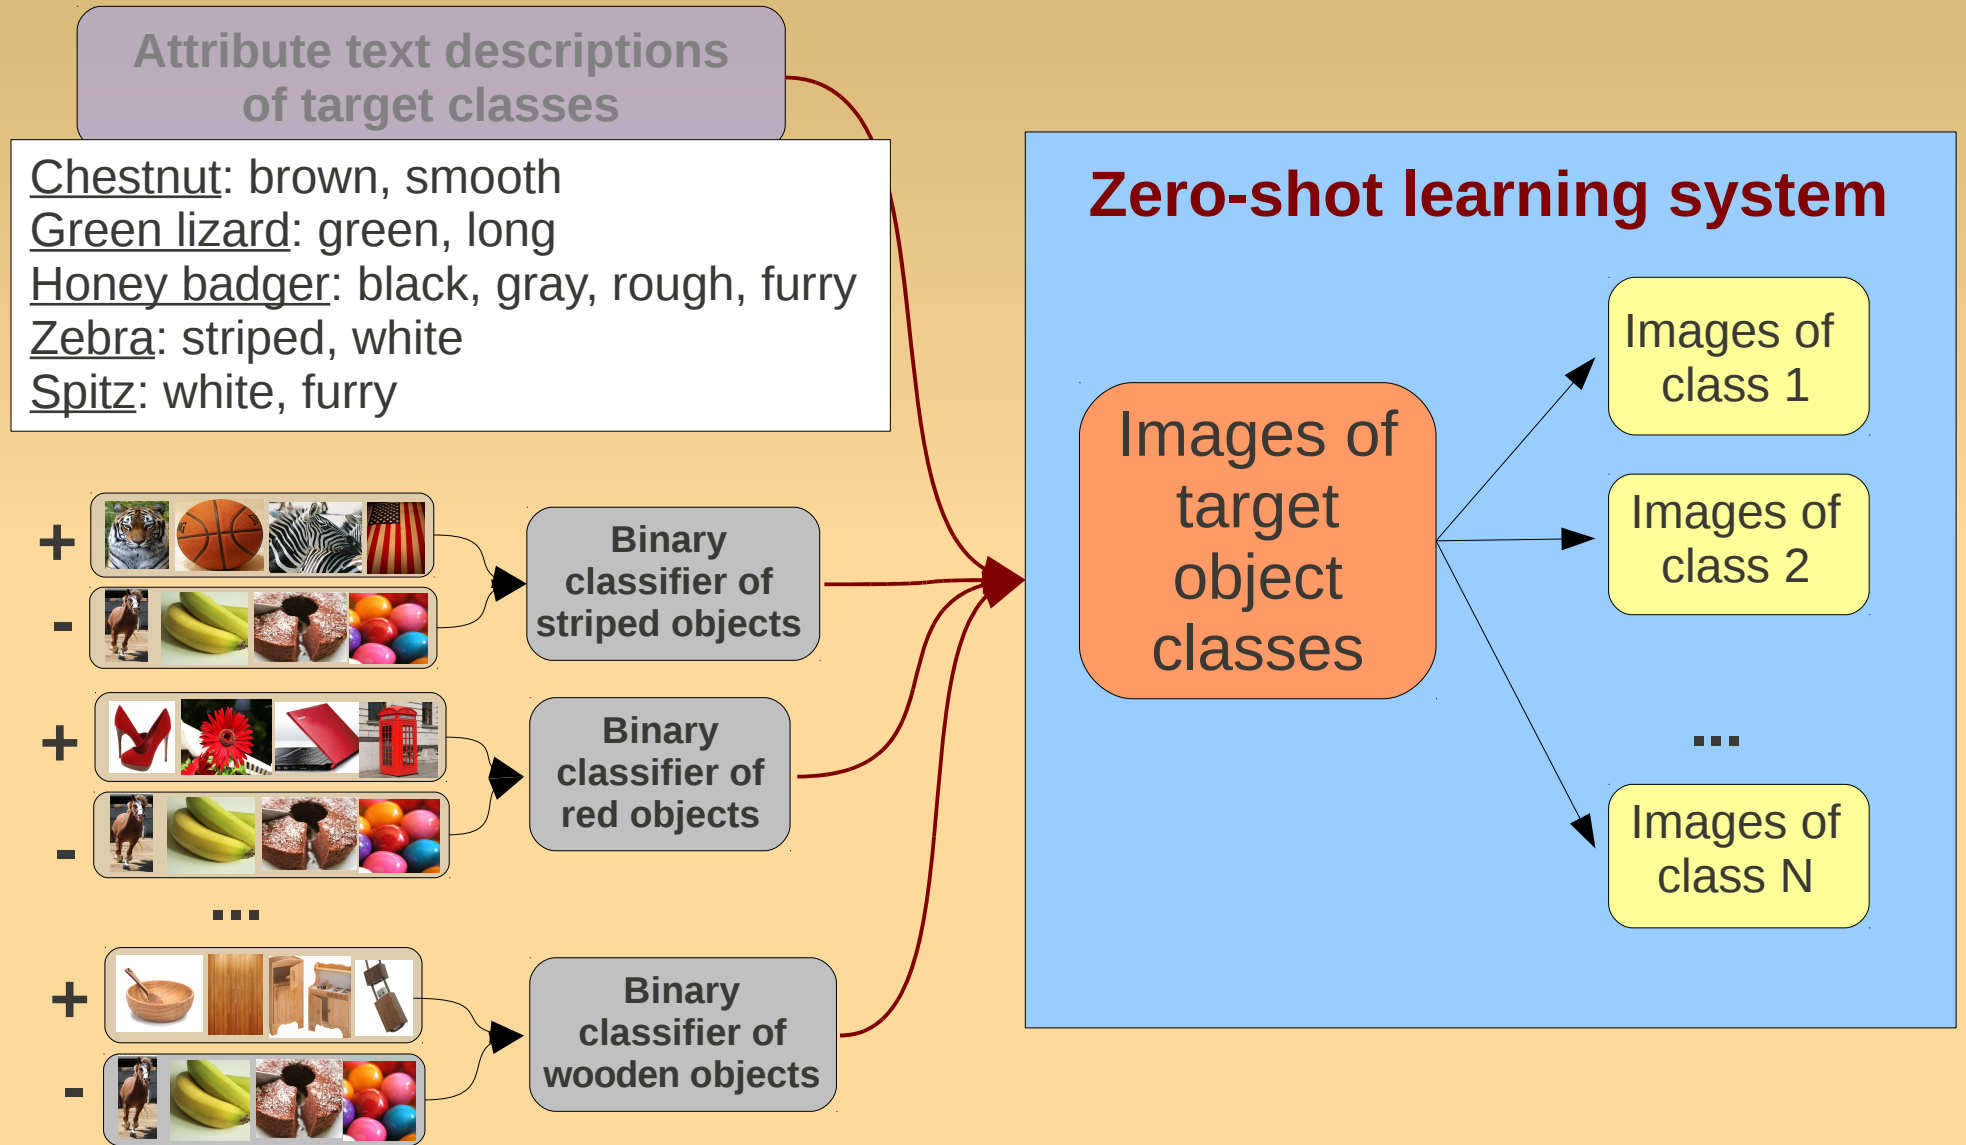 Attribute text descriptions
of target classes
Chestnut: brown, smooth
Green lizard: green, long
Honey badger: black, gray, rough, furry
Zebra: striped, white
Spitz: white, furry
+
-
Binary
classifier of
striped objects
+
-
Binary
classifier of
red objects
...
+
-
Binary
classifier of
wooden objects
Zero-shot learning system
Images of
target
object
classes
Images of
class 1
Images of
class 2
...
Images of
class N